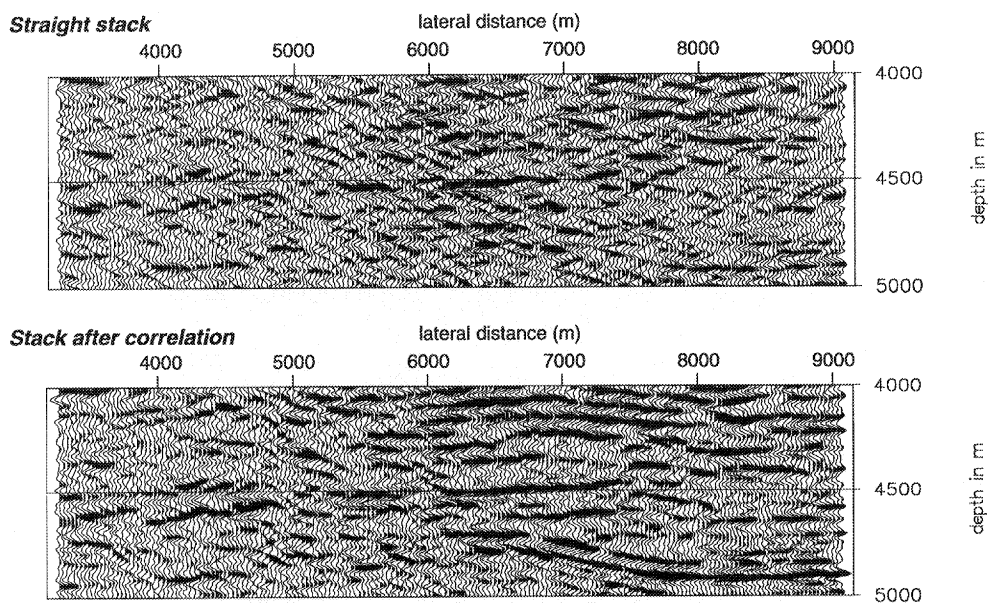 Straight stack
lateral distance (m)
4000 5000 6000 7000 8000 9000
4000
4500
5000
depth in m
Stack after correlation
lateral distance (m)
4000 5000 6000 7000 8000 9000
4000
4500
5000
depth in m